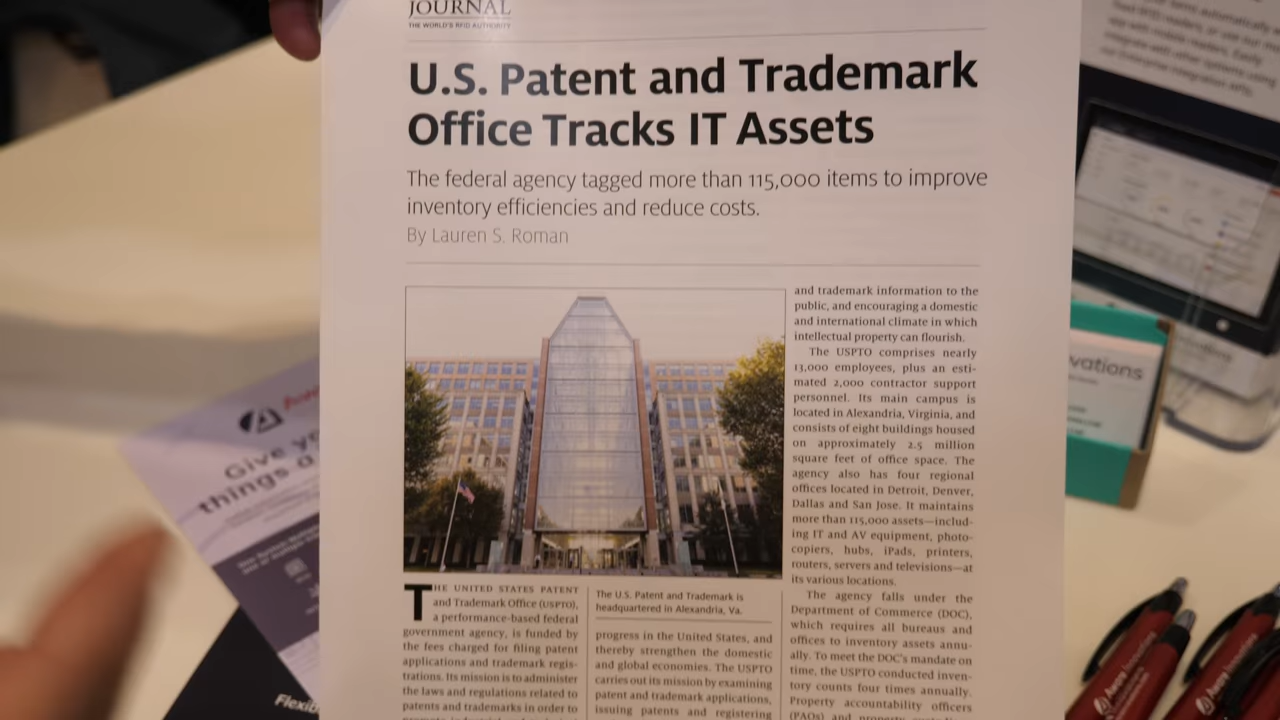 JOURNAL
THE WORLD'S RFID AUTHORITY
U.S. Patent and Trademark
Office Tracks IT Assets
The federal agency tagged more than 115,000 items to improve
inventory efficiencies and reduce costs.
By Lauren S. Roman
THE UNITED STATES PATENT
and Trademark Office (USPTO),
a performance-based federal
government agency, is funded by
the fees charged for filing patent
applications and trademark regis-
trations. Its mission is to administer
the laws and regulations related to
patents and trademarks in order to
The U.S. Patent and Trademark is
headquartered in Alexandria, Va.
progress in the United States, and
thereby strengthen the domestic
and global economies. The USPTO
carries out its mission by examining
patent and trademark applications,
issuing patents and registering
and trademark information to the
public, and encouraging a domestic
and international climate in which
intellectual property can flourish.
The USPTO comprises nearly
13,000 employees, plus an esti-
mated 2,000 contractor support
personnel. Its main campus is
located in Alexandria, Virginia, and
consists of eight buildings housed
on approximately 2.5 million
square feet of office space. The
agency also has four regional
offices located in Detroit, Denver,
Dallas and San Jose. It maintains
more than 115,000 assets—includ-
ing IT and AV equipment, photo-
copiers, hubs, iPads, printers,
routers, servers and televisions—at
its various locations.
The agency falls under the
Department of Commerce (DOC),
which requires all bureaus and
offices to inventory assets annu-
ally. To meet the DOC's mandate on
time, the USPTO conducted inven-
tory counts four times annually.
Property accountability officers
(PAOs) and property
Give
things a
Flexib
vations